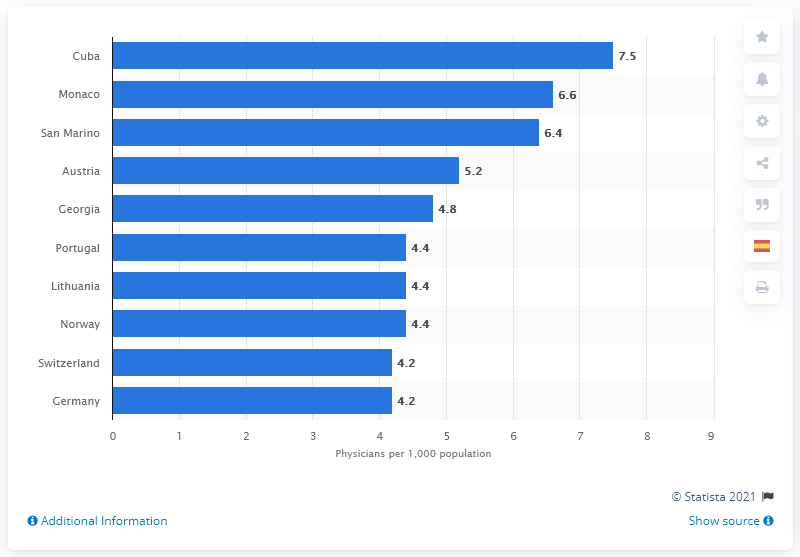 Cuba 7.5
Monaco 6.6
San Marino 6.4
Austria 5.2
Georgia 4.8
Portugal 4.4
Lithuania 4.4
Norway 4.4
Switzerland 4.2
Germany 4.2
0 1 2 3 4 5 6 7 8 9
Physicians per 1,000 population
© Statista 2021
Additional Information Show source